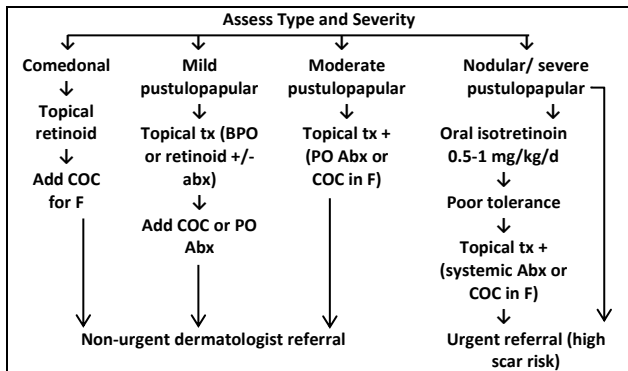 Assess Type and Severity
Comedonal
Topical
retinoid
Add COC
for F
Mild
pustulopapular
Topical tx (BPO
or retinoid +/-
abx)
Add COC or PO
Abx
Moderate
pustulopapular
Topical tx +
(PO Abx or
COC in F)
Non-urgent dermatologist referral
Nodular/ severe
pustulopapular
Oral isotretinoin
0.5-1 mg/kg/d
Poor tolerance
Topical tx +
(systemic Abx or
COC in F)
Urgent referral (high
scar risk)